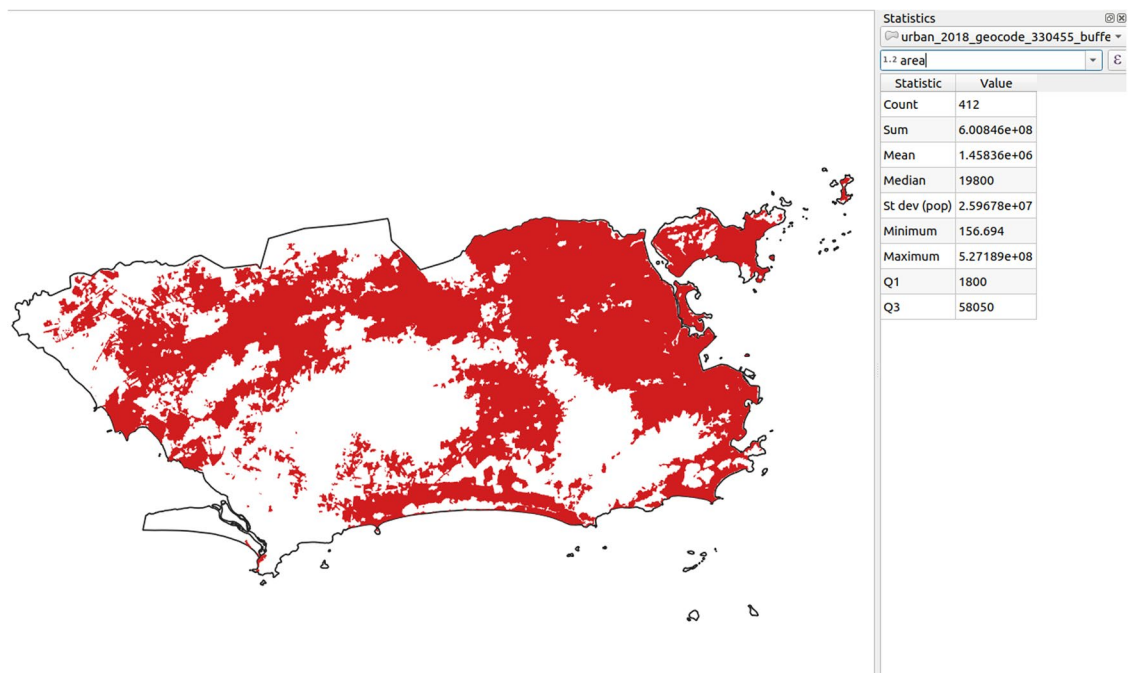 Statistics
urban_2018_geocode_330455_buffe
1.2 area
ε
Statistic Value
Count 412
Sum 6.00846e+08
Mean 1.45836e+06
Median 19800
St dev (pop) 2.59678e+07
Minimum 156.694
Maximum 5.27189e+08
Q1 1800
Q3 58050